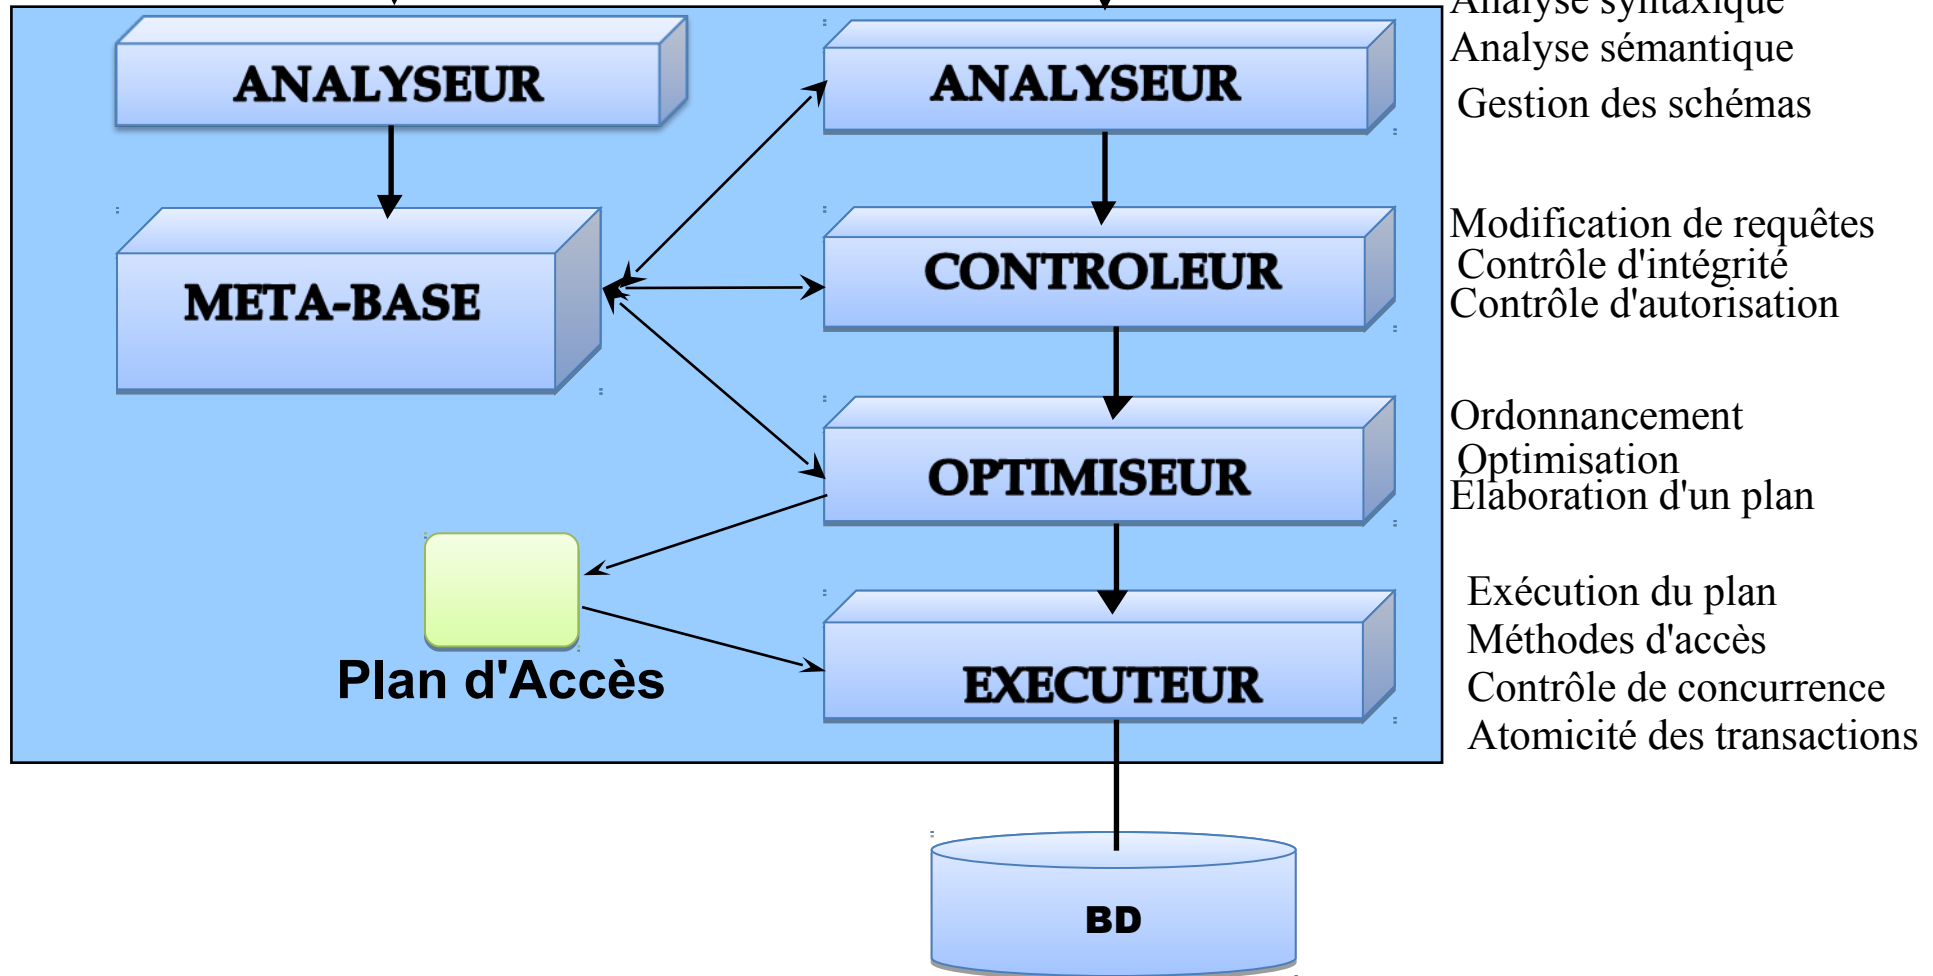 Analyse syntaxique
ANALYSEUR
ANALYSEUR
Analyse sémantique
Gestion des schémas
META-BASE
CONTROLEUR
Modification de requêtes
Contrôle d'intégrité
Contrôle d'autorisation
OPTIMISEUR
Ordonnancement
Optimisation
Élaboration d'un plan
Plan d'Accès
EXECUTEUR
Exécution du plan
Méthodes d'accès
Contrôle de concurrence
Atomicité des transactions
BD